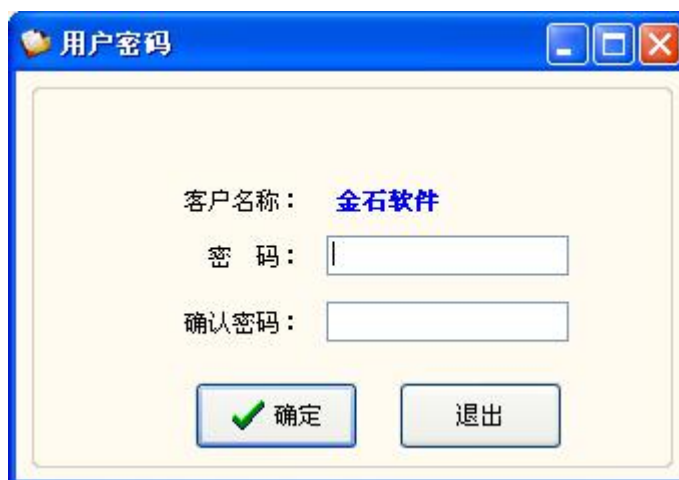 用户密码
客户名称： 金石软件
密 码：
确认密码：
确定 退出